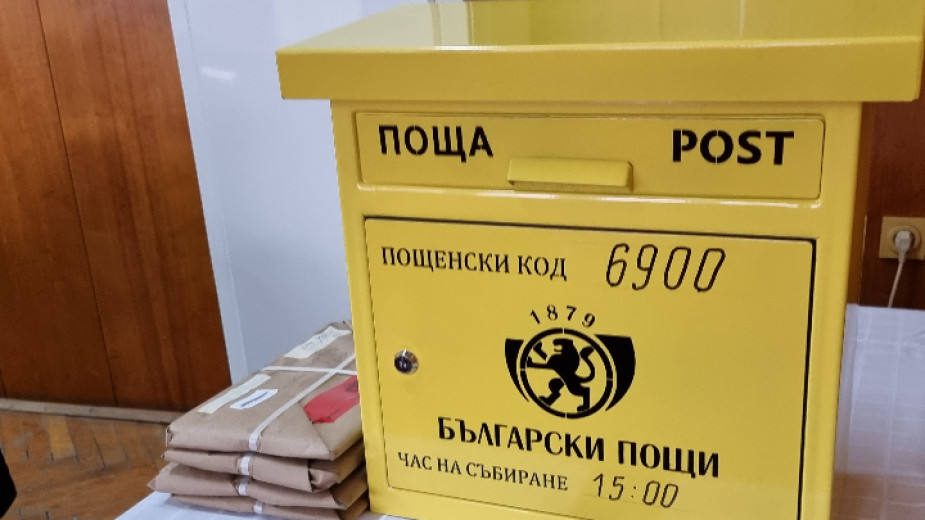 ПОЩА POST
ПОЩЕНСКИ КОД 6900
1879
БЪЛГАРСКИ ПОЩИ
ЧАС НА СЪБИРАНЕ 15:00